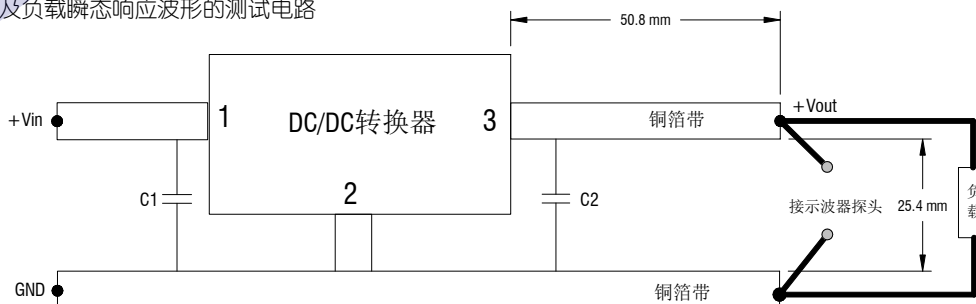 及负载瞬态响应波形的测试电路
50.8 mm
+Vin
1
DC/DC转换器
3
铜箔带
+Vout
C1
2
C2
接示波器探头
25.4 mm
负
载
GND
铜箔带